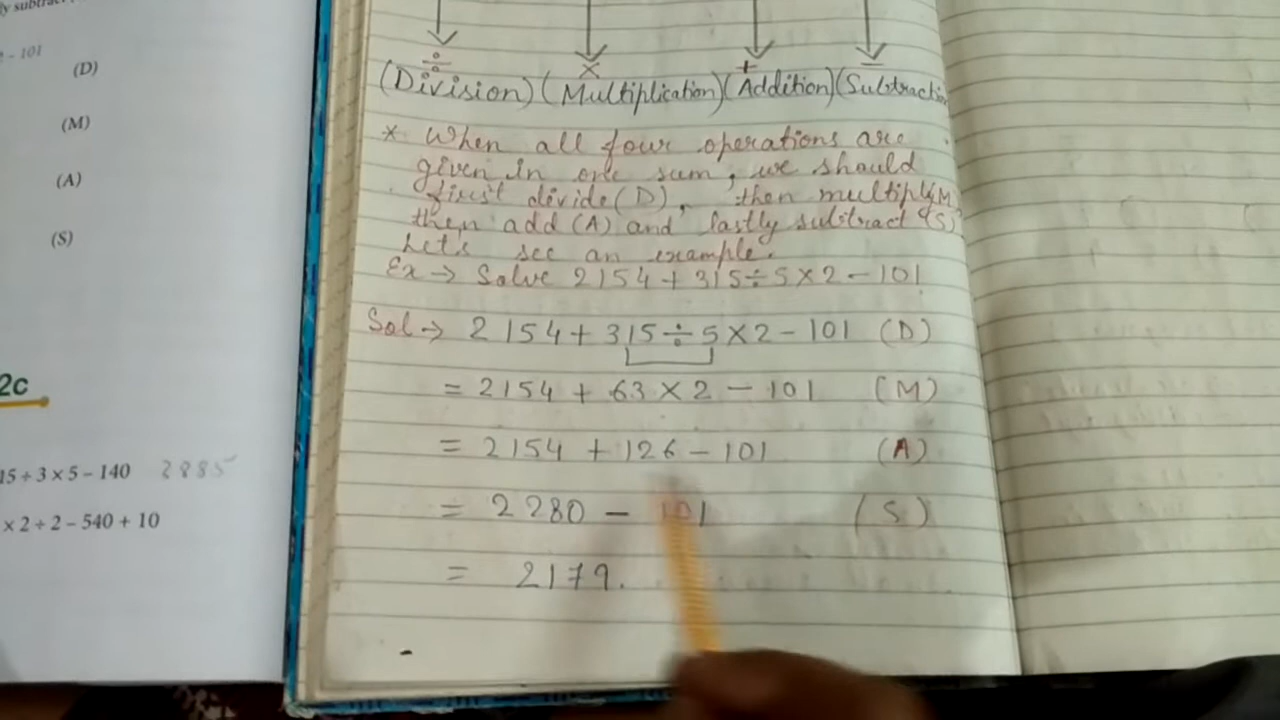 - 101
(D)
(M)
(A)
(S)
2c
15 ÷ 3 × 5 – 140 2885
× 2 ÷ 2 – 540 + 10
÷ × + –
(Division) (Multiplication) (Addition) (Subtraction
* When all four operations are
given in one sum, we should
first divide (D), then multiply (M)
then add (A) and lastly subtract (S)
Let's see an example.
Ex → Solve 2154 + 315 ÷ 5 × 2 – 101
Sol → 2154 + 315 ÷ 5 × 2 – 101 (D)
= 2154 + 63 × 2 – 101 (M)
= 2154 + 126 – 101 (A)
= 2280 – 101 (S)
= 2179.